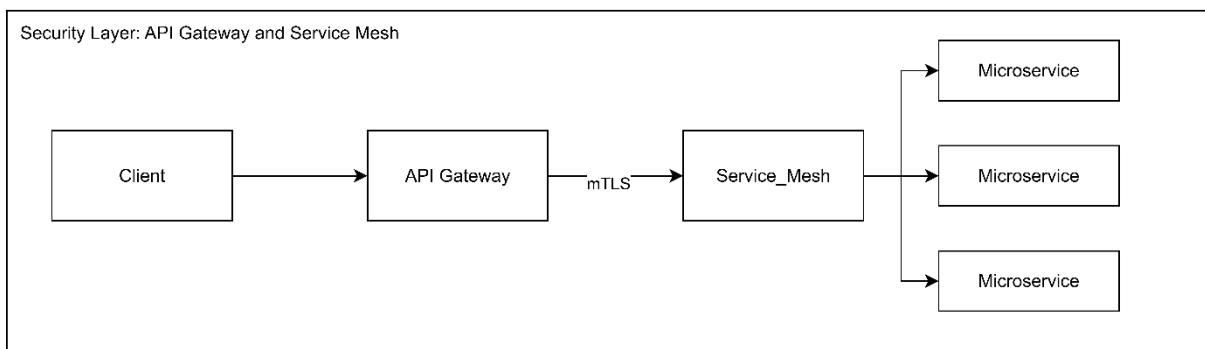 Security Layer: API Gateway and Service Mesh
Microservice
Client
API Gateway
mTLS
Service_Mesh
Microservice
Microservice